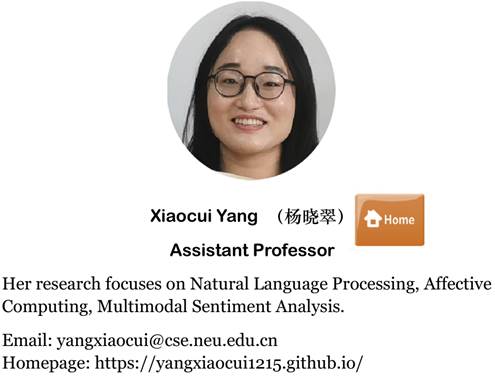 Xiaocui Yang （杨晓翠）
Home
Assistant Professor
Her research focuses on Natural Language Processing, Affective
Computing, Multimodal Sentiment Analysis.
Email: yangxiaocui@cse.neu.edu.cn
Homepage: https://yangxiaocui1215.github.io/